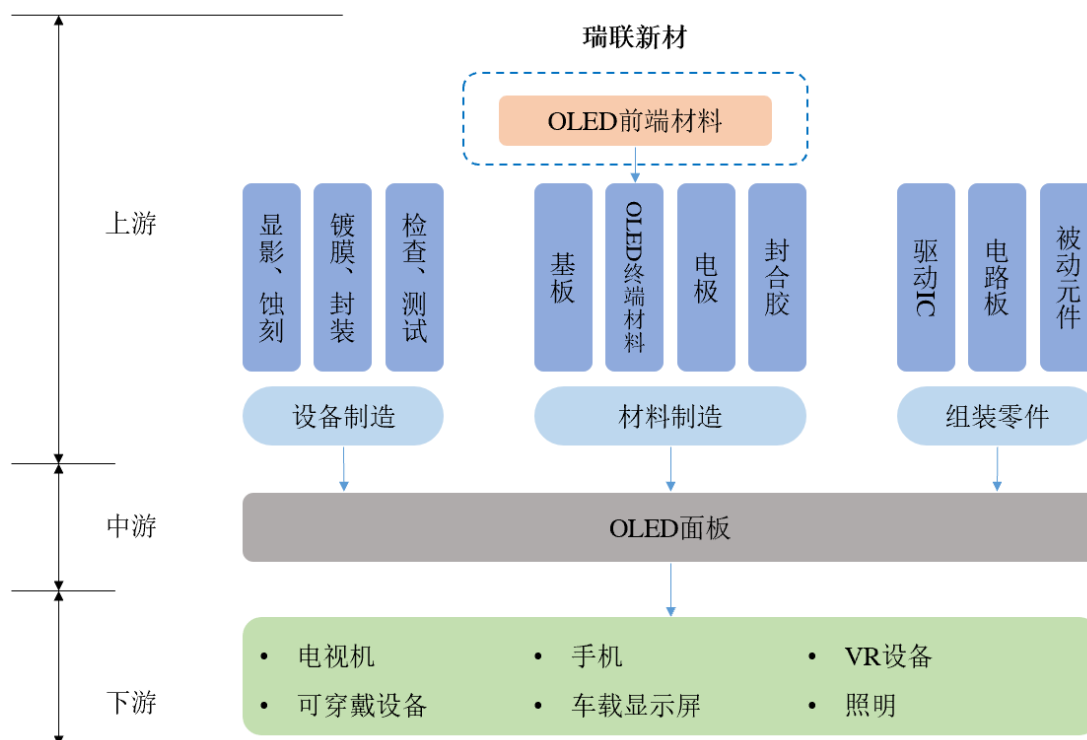 瑞联新材
OLED前端材料
上游
显影、蚀刻
镀膜、封装
检查、测试
基板
OLED终端材料
电极
封合胶
驱动IC
电路板
被动元件
设备制造
材料制造
组装零件
中游
OLED面板
下游
• 电视机
• 手机
• VR设备
• 可穿戴设备
• 车载显示屏
• 照明